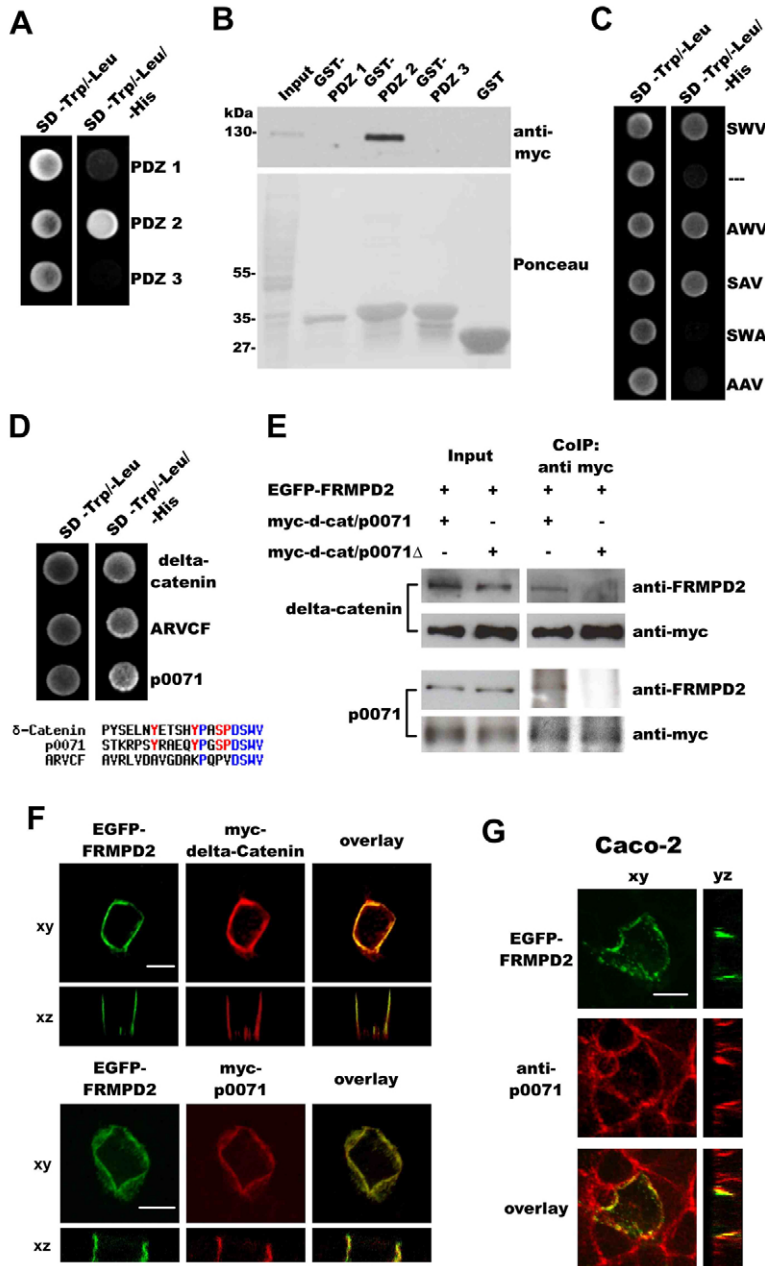 A
SD -Trp/-Leu
SD -Trp/-Leu/
-His
PDZ 1
PDZ 2
PDZ 3
B
Input
GST-
PDZ 1
GST-
PDZ 2
GST-
PDZ 3
GST
kDa
130-
anti-
myc
55-
35-
27-
Ponceau
C
SD -Trp/-Leu
SD -Trp/-Leu/
-His
SWV
---
AWV
SAV
SWA
AAV
D
SD -Trp/-Leu
SD -Trp/-Leu/
-His
delta-
catenin
ARVCF
p0071
δ-Catenin PYSELNYETSHYPASPDSWV
p0071 STKRPSYRAEQYPGSPDSWV
ARVCF AVRLVDAVGDAKPQPVDSWV
E
Input
CoIP:
anti myc
EGFP-FRMPD2 + + + +
myc-d-cat/p0071 + - + -
myc-d-cat/p0071Δ - + - +
delta-catenin
anti-FRMPD2
anti-myc
p0071
anti-FRMPD2
anti-myc
F
EGFP-
FRMPD2
myc-
delta-Catenin
overlay
xy
xz
EGFP-
FRMPD2
myc-
p0071
overlay
xy
xz
G
Caco-2
xy
yz
EGFP-
FRMPD2
anti-
p0071
overlay